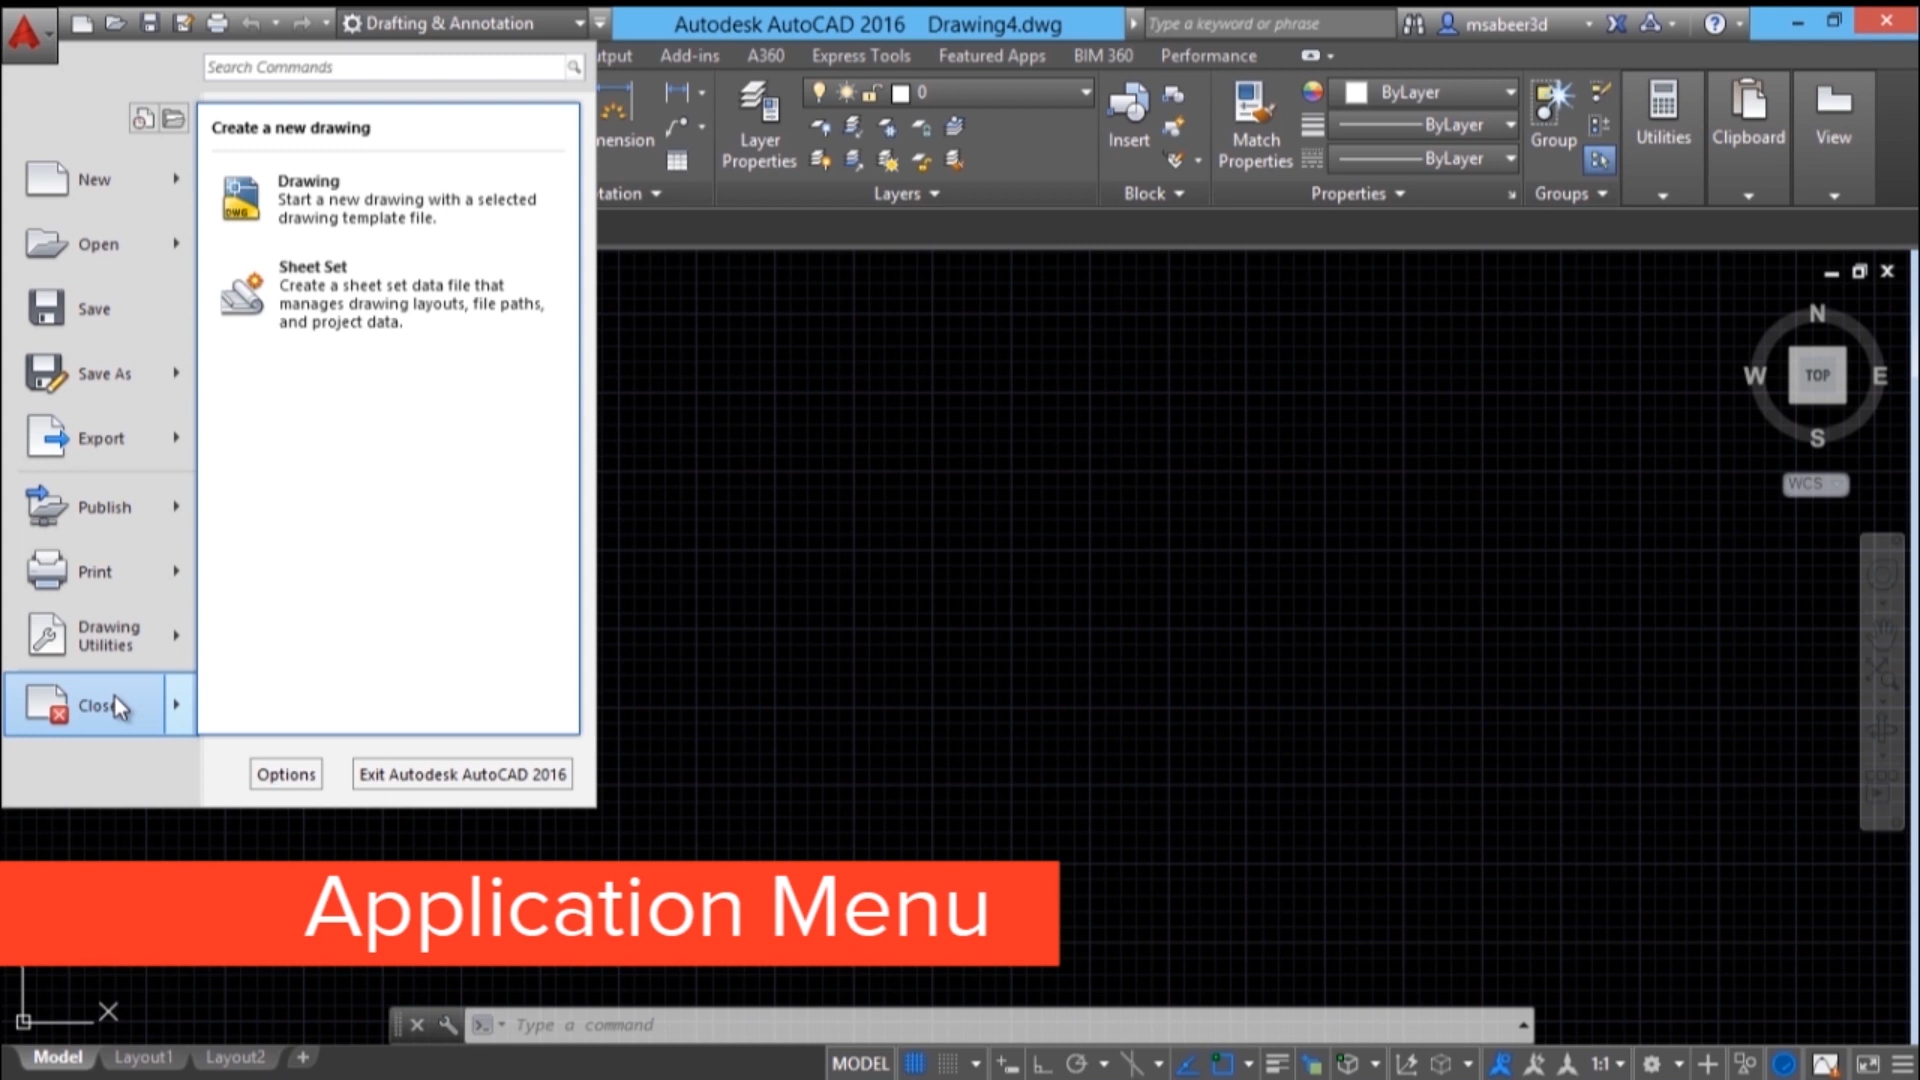 Drafting & Annotation
Autodesk AutoCAD 2016 Drawing4.dwg
Type a keyword or phrase
msabeer3d
Search Commands
tput
Add-ins
A360
Express Tools
Featured Apps
BIM 360
Performance
Create a new drawing
Drawing
Start a new drawing with a selected
drawing template file.
DWG
Sheet Set
Create a sheet set data file that
manages drawing layouts, file paths,
and project data.
New
Open
Save
Save As
Export
Publish
Print
Drawing
Utilities
Clos
Options
Exit Autodesk AutoCAD 2016
nension
tation
Layer
Properties
0
Layers
Insert
Block
Match
Properties
ByLayer
ByLayer
ByLayer
Properties
Group
Groups
Utilities
Clipboard
View
N
W
TOP
E
S
WCS
Application Menu
X
Type a command
Model
Layout1
Layout2
+
MODEL
1:1